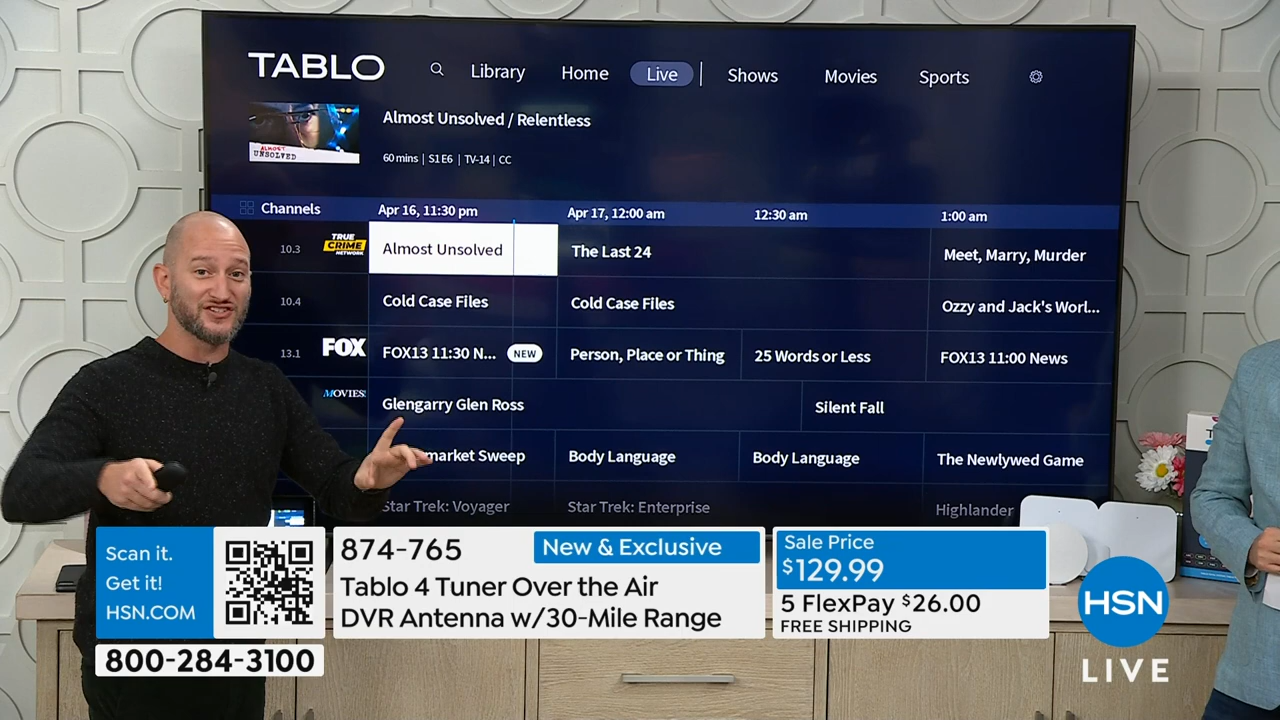 TABLO
Library Home Live Shows Movies Sports
Almost Unsolved / Relentless
ALMOST
UNSOLVED
60 mins | S1 E6 | TV-14 | CC
Channels Apr 16, 11:30 pm Apr 17, 12:00 am 12:30 am 1:00 am
10.3 TRUE CRIME NETWORK Almost Unsolved The Last 24 Meet, Marry, Murder
10.4 Cold Case Files Cold Case Files Ozzy and Jack's Worl...
13.1 FOX FOX13 11:30 N... NEW Person, Place or Thing 25 Words or Less FOX13 11:00 News
MOVIES! Glengarry Glen Ross Silent Fall
market Sweep Body Language Body Language The Newlywed Game
Star Trek: Voyager Star Trek: Enterprise Highlander
Scan it.
Get it!
HSN.COM
800-284-3100
874-765 New & Exclusive
Tablo 4 Tuner Over the Air
DVR Antenna w/30-Mile Range
Sale Price
$129.99
5 FlexPay $26.00
FREE SHIPPING
HSN
LIVE